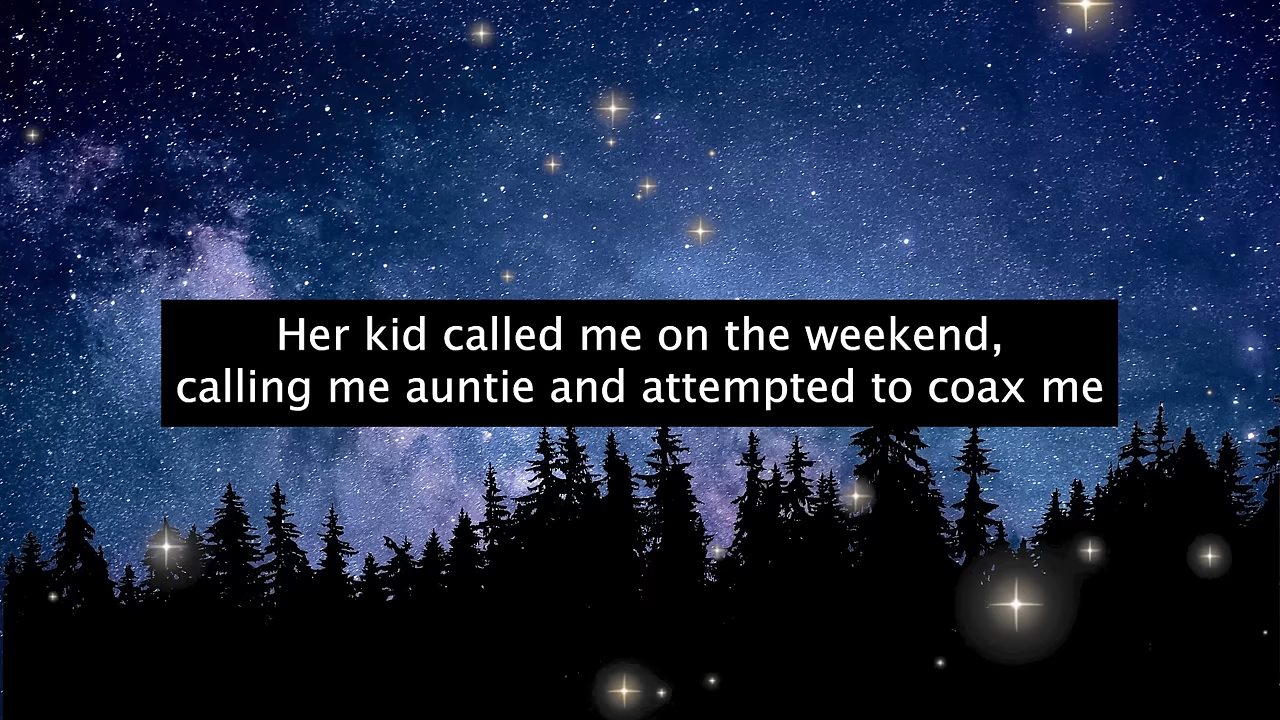 Her kid called me on the weekend,
calling me auntie and attempted to coax me